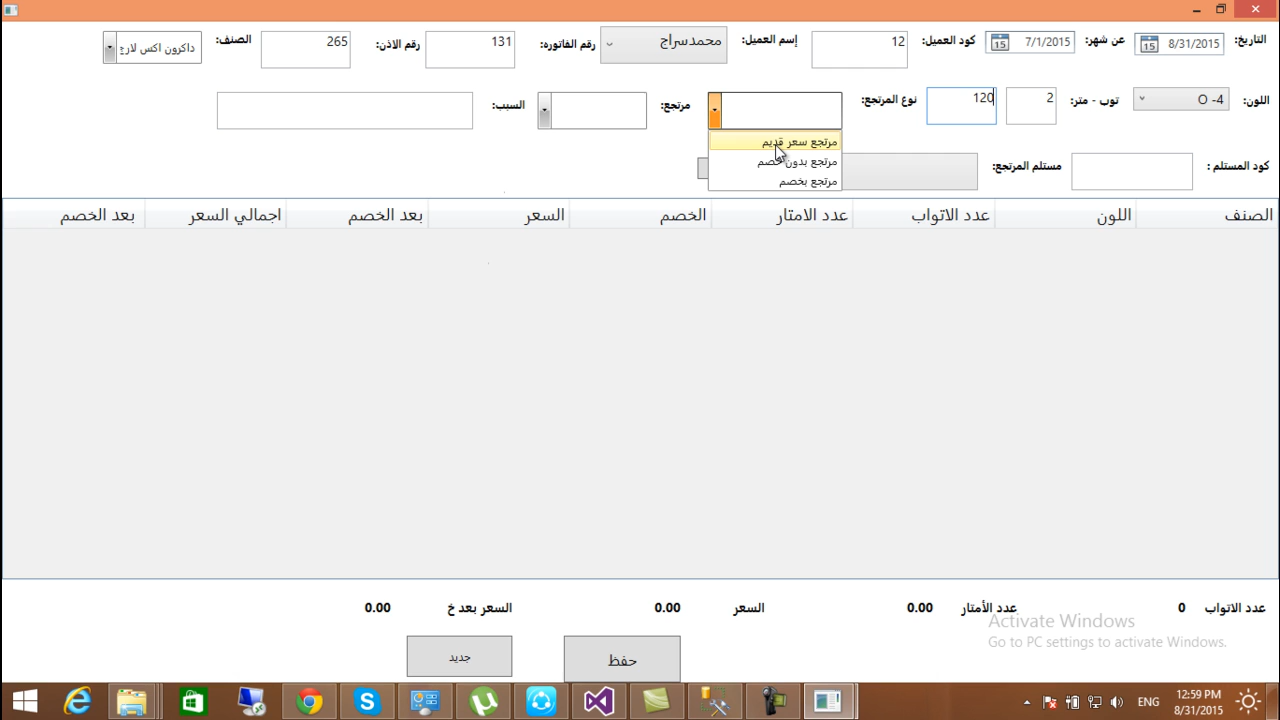 التاريخ: 8/31/2015 عن شهر: 7/1/2015 كود العميل: 12 إسم العميل: محمدسراج رقم الفاتوره: 131 رقم الاذن: 265 الصنف: داكرون اكس لارج
اللون: O -4 توب - متر: 2 120 نوع المرتجع: مرتجع: السبب:
مرتجع سعر قديم
مرتجع بدون خصم
مرتجع بخصم
كود المستلم : مستلم المرتجع:
الصنف اللون عدد الاثواب عدد الامتار الخصم السعر بعد الخصم اجمالي السعر بعد الخصم
عدد الاتواب 0 عدد الأمتار 0.00 السعر 0.00 السعر بعد خ 0.00
Activate Windows
Go to PC settings to activate Windows.
حفظ جديد
ENG 12:59 PM
8/31/2015